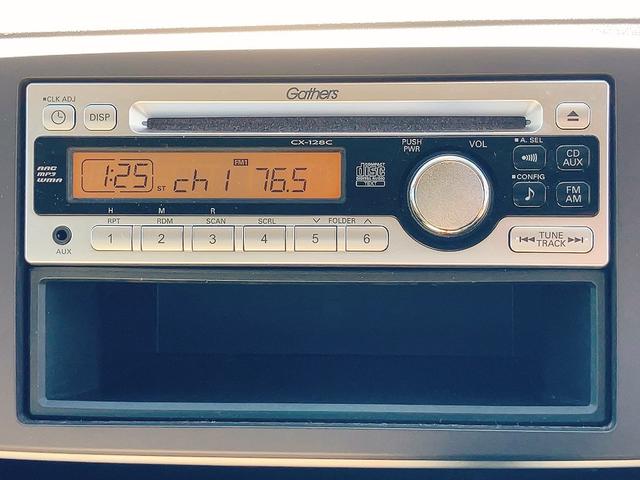 Gathers
CLK ADJ
DISP
CX-128C
PUSH PWR
VOL
A. SEL
CD AUX
AAC
MP3
WMA
1:25 ST ch 1 FM1 76.5
COMPACT disc DIGITAL AUDIO TEXT
CONFIG
FM AM
H M R
RPT RDM SCAN SCRL FOLDER
1 2 3 4 5 6
AUX
TUNE TRACK